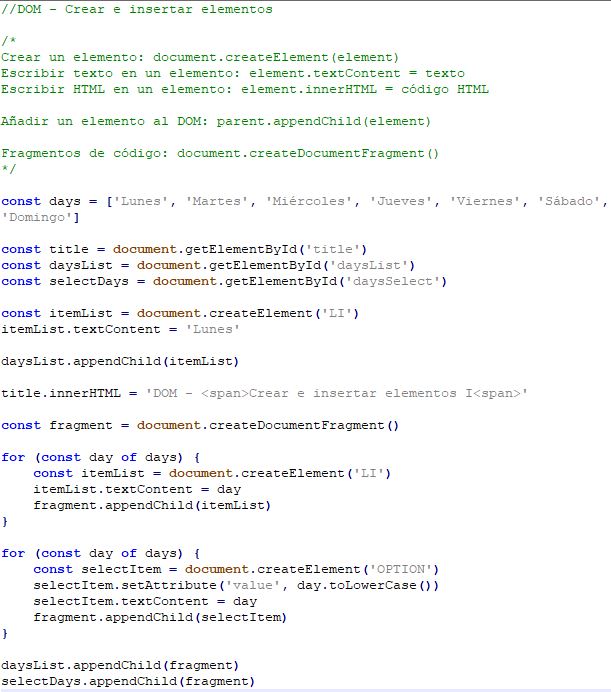 //DOM - Crear e insertar elementos
/*
Crear un elemento: document.createElement(element)
Escribir texto en un elemento: element.textContent = texto
Escribir HTML en un elemento: element.innerHTML = código HTML
Añadir un elemento al DOM: parent.appendChild(element)
Fragmentos de código: document.createDocumentFragment()
*/
const days = ['Lunes', 'Martes', 'Miércoles', 'Jueves', 'Viernes', 'Sábado',
'Domingo']
const title = document.getElementById('title')
const daysList = document.getElementById('daysList')
const selectDays = document.getElementById('daysSelect')
const itemList = document.createElement('LI')
itemList.textContent = 'Lunes'
daysList.appendChild(itemList)
title.innerHTML = 'DOM - <span>Crear e insertar elementos I<span>'
const fragment = document.createDocumentFragment()
for (const day of days) {
    const itemList = document.createElement('LI')
    itemList.textContent = day
    fragment.appendChild(itemList)
}
for (const day of days) {
    const selectItem = document.createElement('OPTION')
    selectItem.setAttribute('value', day.toLowerCase())
    selectItem.textContent = day
    fragment.appendChild(selectItem)
}
daysList.appendChild(fragment)
selectDays.appendChild(fragment)